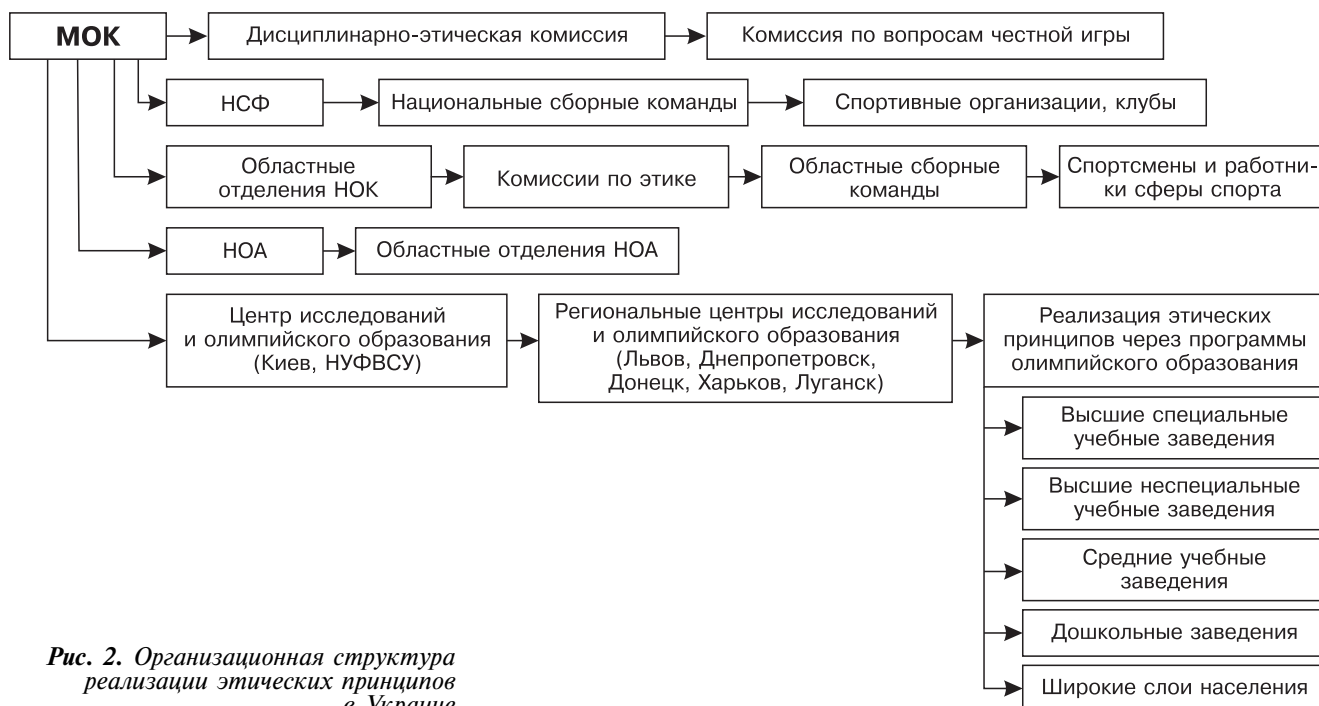 МОК
Дисциплинарно-этическая комиссия
Комиссия по вопросам честной игры
НСФ
Национальные сборные команды
Спортивные организации, клубы
Областные
отделения НОК
Комиссии по этике
Областные сборные
команды
Спортсмены и работни-
ки сферы спорта
НОА
Областные отделения НОА
Центр исследований
и олимпийского образования
(Киев, НУФВСУ)
Региональные центры исследований
и олимпийского образования
(Львов, Днепропетровск,
Донецк, Харьков, Луганск)
Реализация этических
принципов через программы
олимпийского образования
Высшие специальные
учебные заведения
Высшие неспециальные
учебные заведения
Средние учебные
заведения
Дошкольные заведения
Широкие слои населения
Рис. 2. Организационная структура
реализации этических принципов
в Украине